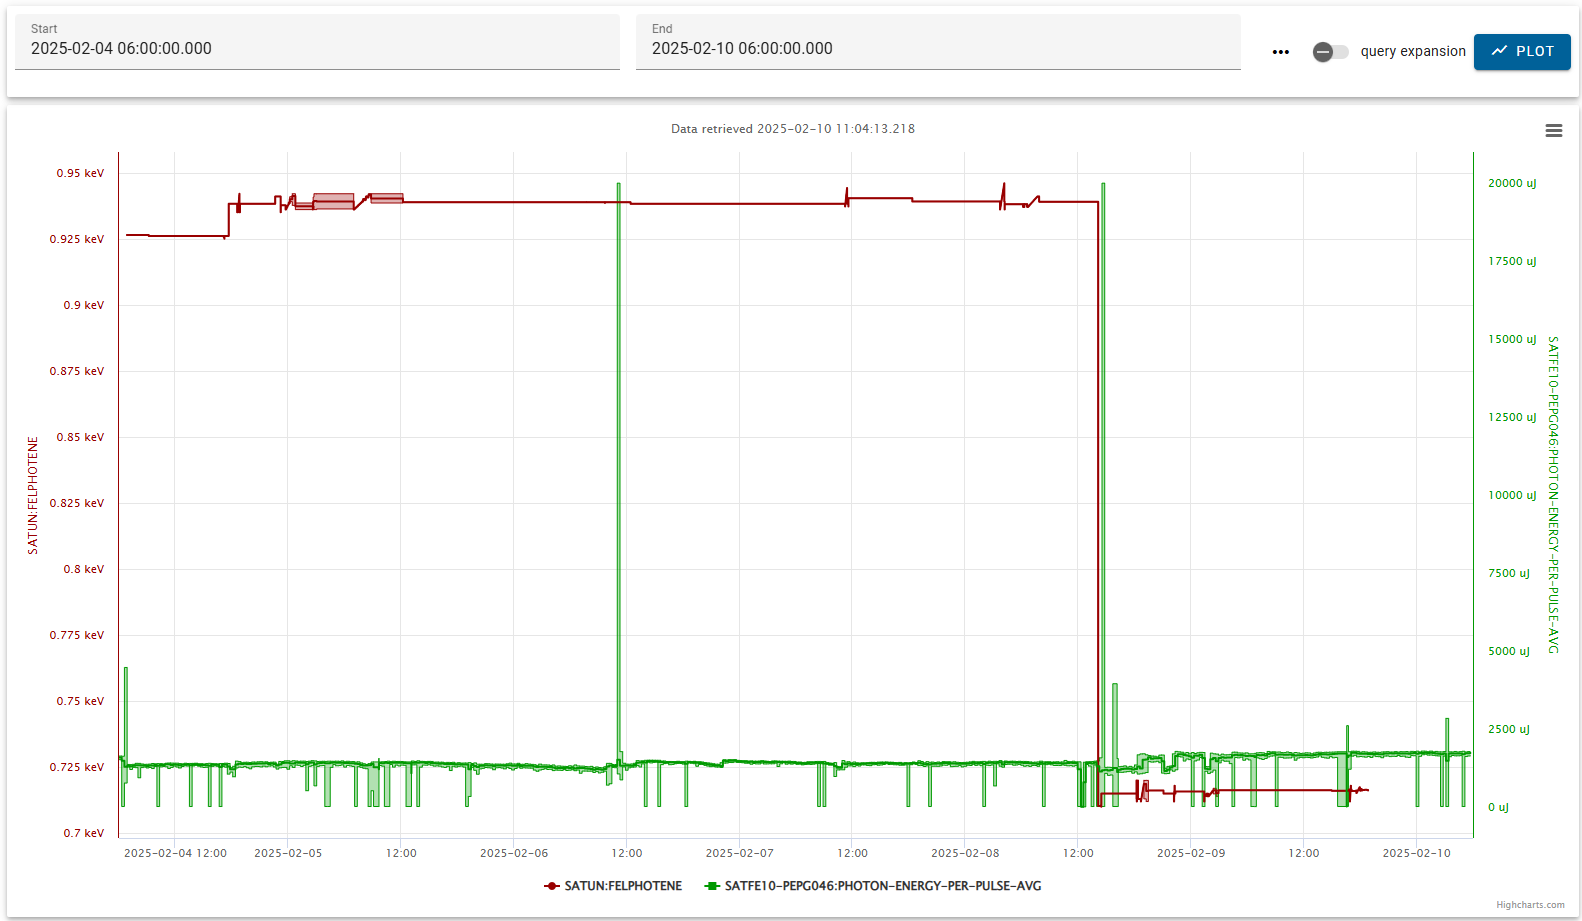 Start
2025-02-04 06:00:00.000
End
2025-02-10 06:00:00.000
query expansion
PLOT
Data retrieved 2025-02-10 11:04:13.218
0.95 keV
0.925 keV
0.9 keV
0.875 keV
0.85 keV
0.825 keV
0.8 keV
0.775 keV
0.75 keV
0.725 keV
0.7 keV
SATUN:FELPHOTENE
20000 uJ
17500 uJ
15000 uJ
12500 uJ
10000 uJ
7500 uJ
5000 uJ
2500 uJ
0 uJ
SATFE10-PEPG046:PHOTON-ENERGY-PER-PULSE-AVG
2025-02-04 12:00
2025-02-05
12:00
2025-02-06
12:00
2025-02-07
12:00
2025-02-08
12:00
2025-02-09
12:00
2025-02-10
SATUN:FELPHOTENE
SATFE10-PEPG046:PHOTON-ENERGY-PER-PULSE-AVG
Highcharts.com